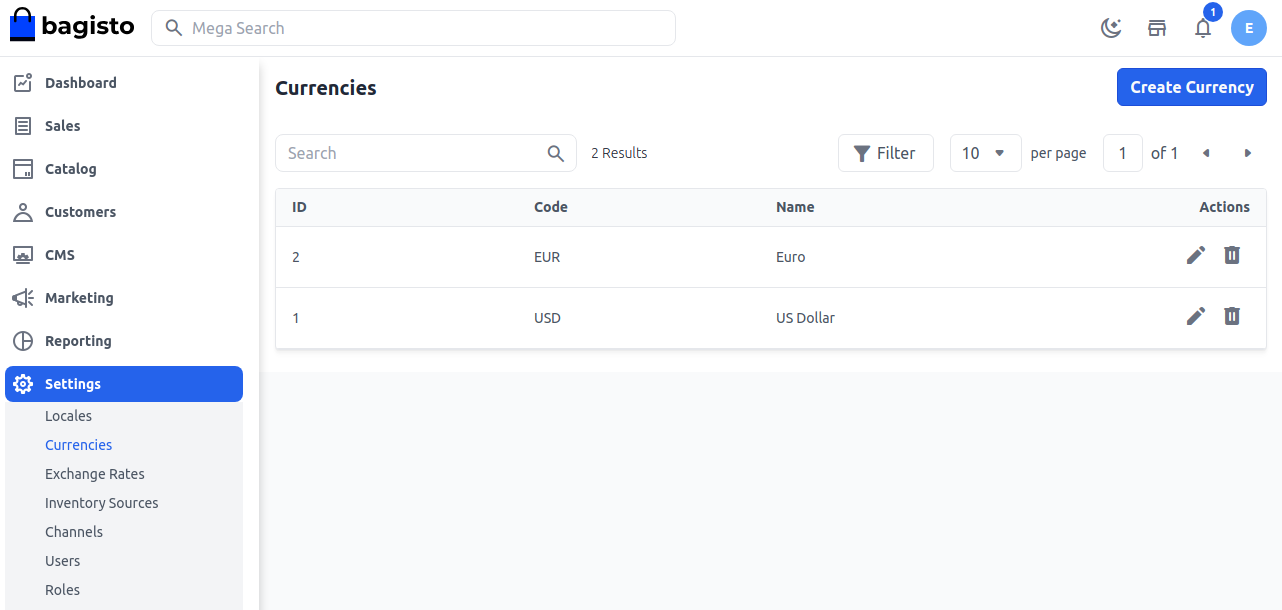 bagisto
Mega Search
1
E
Dashboard
Sales
Catalog
Customers
CMS
Marketing
Reporting
Settings
Locales
Currencies
Exchange Rates
Inventory Sources
Channels
Users
Roles
Currencies
Create Currency
Search
2 Results
Filter
10
per page
1
of 1
ID Code Name Actions
2 EUR Euro
1 USD US Dollar